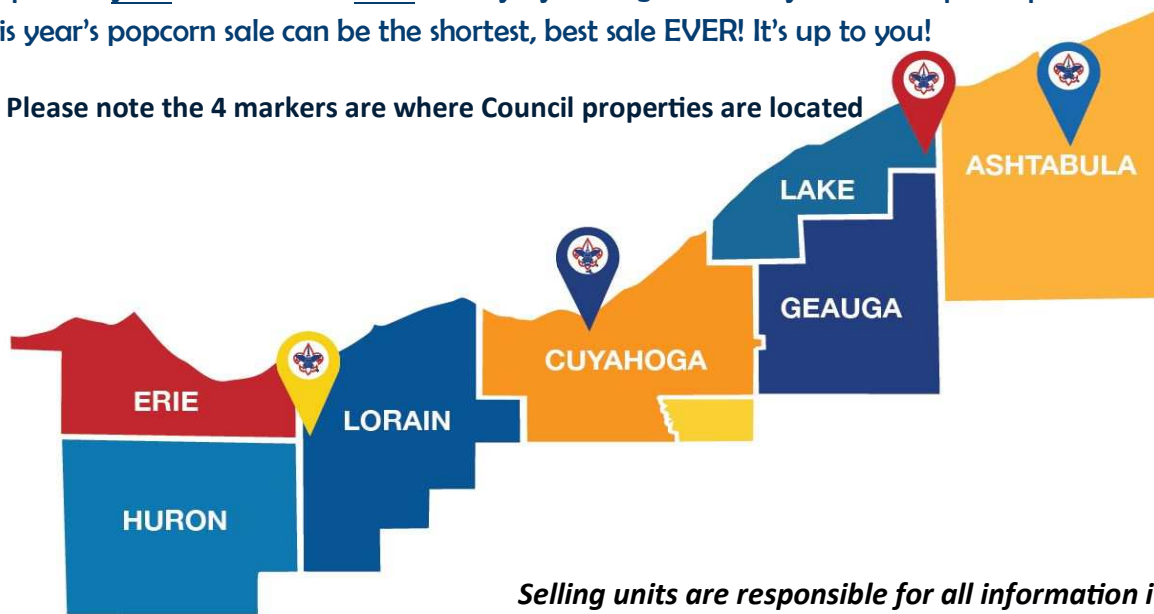 is year's popcorn sale can be the shortest, best sale EVER! It's up to you!
Please note the 4 markers are where Council properties are located
ASHTABULA
LAKE
GEAUGA
CUYAHOGA
ERIE
LORAIN
HURON
Selling units are responsible for all information i